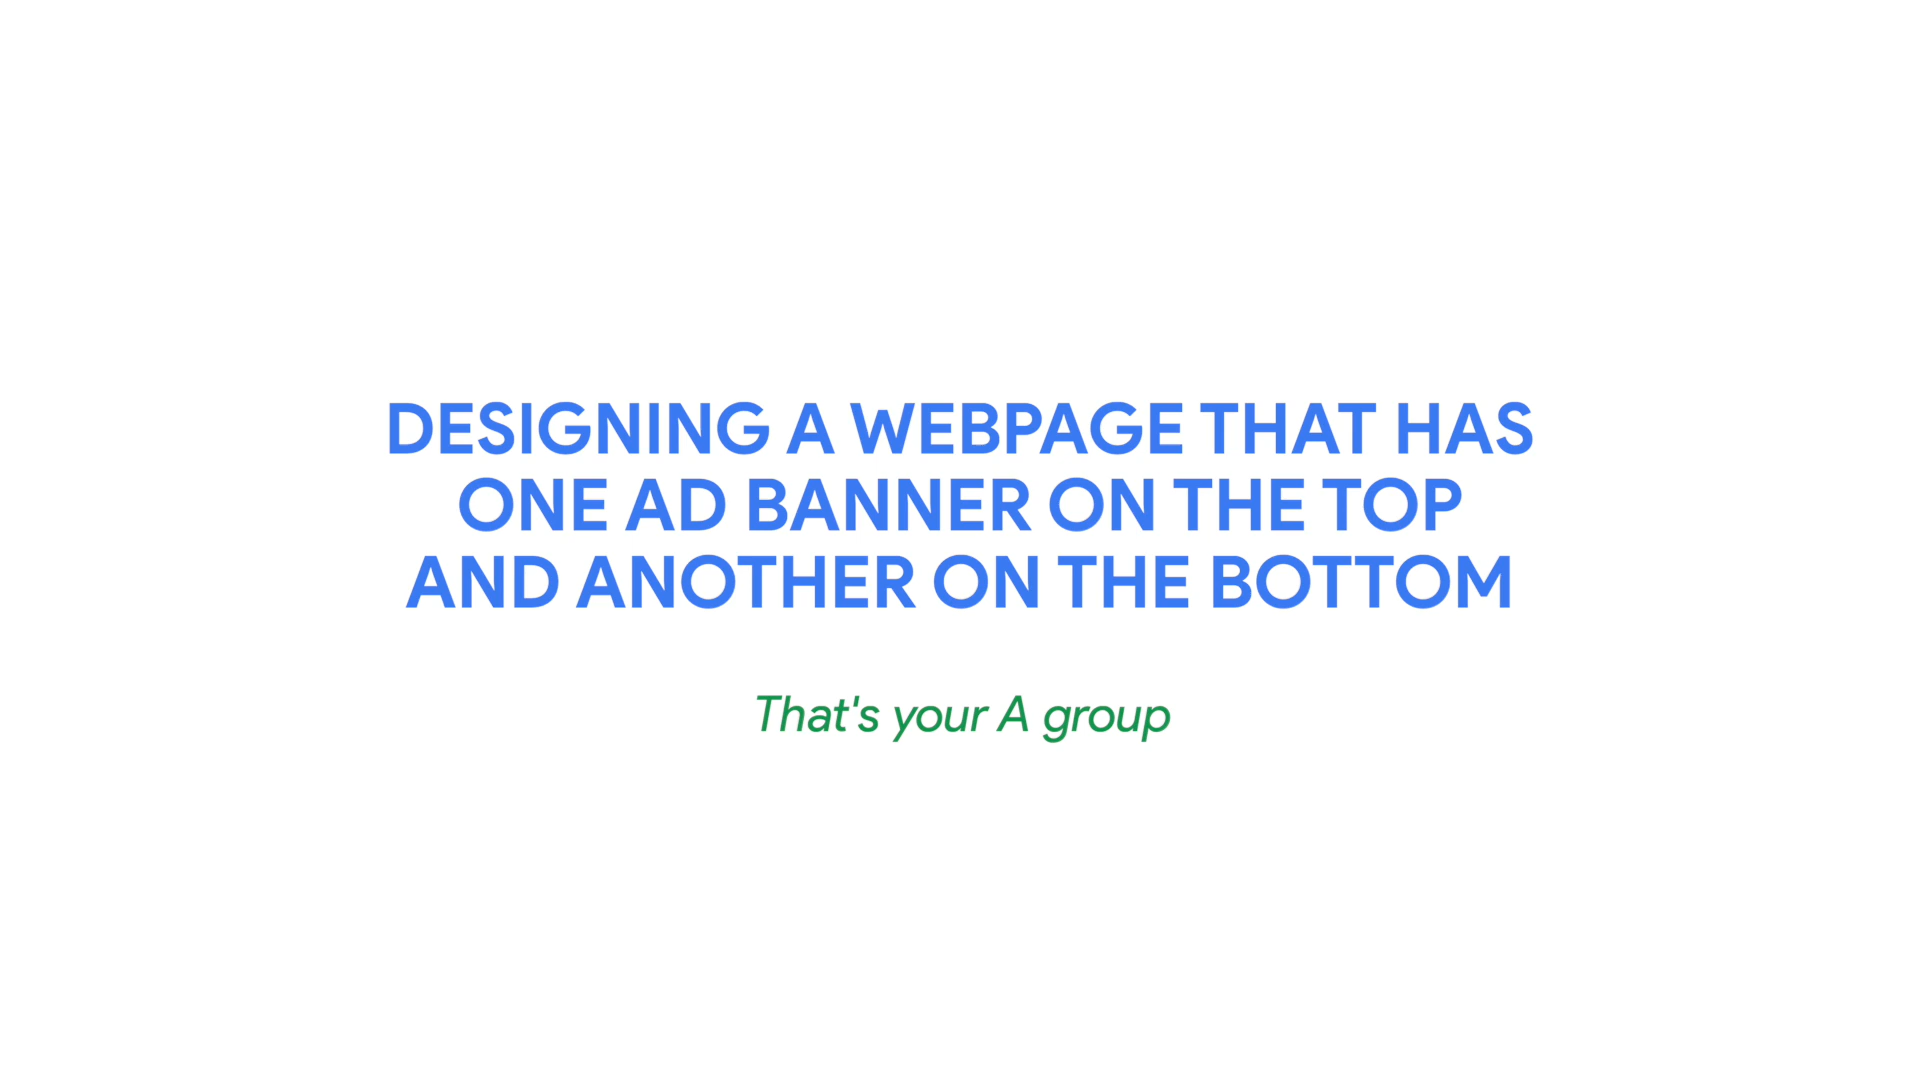 DESIGNING A WEBPAGE THAT HAS
ONE AD BANNER ON THE TOP
AND ANOTHER ON THE BOTTOM
That's your A group